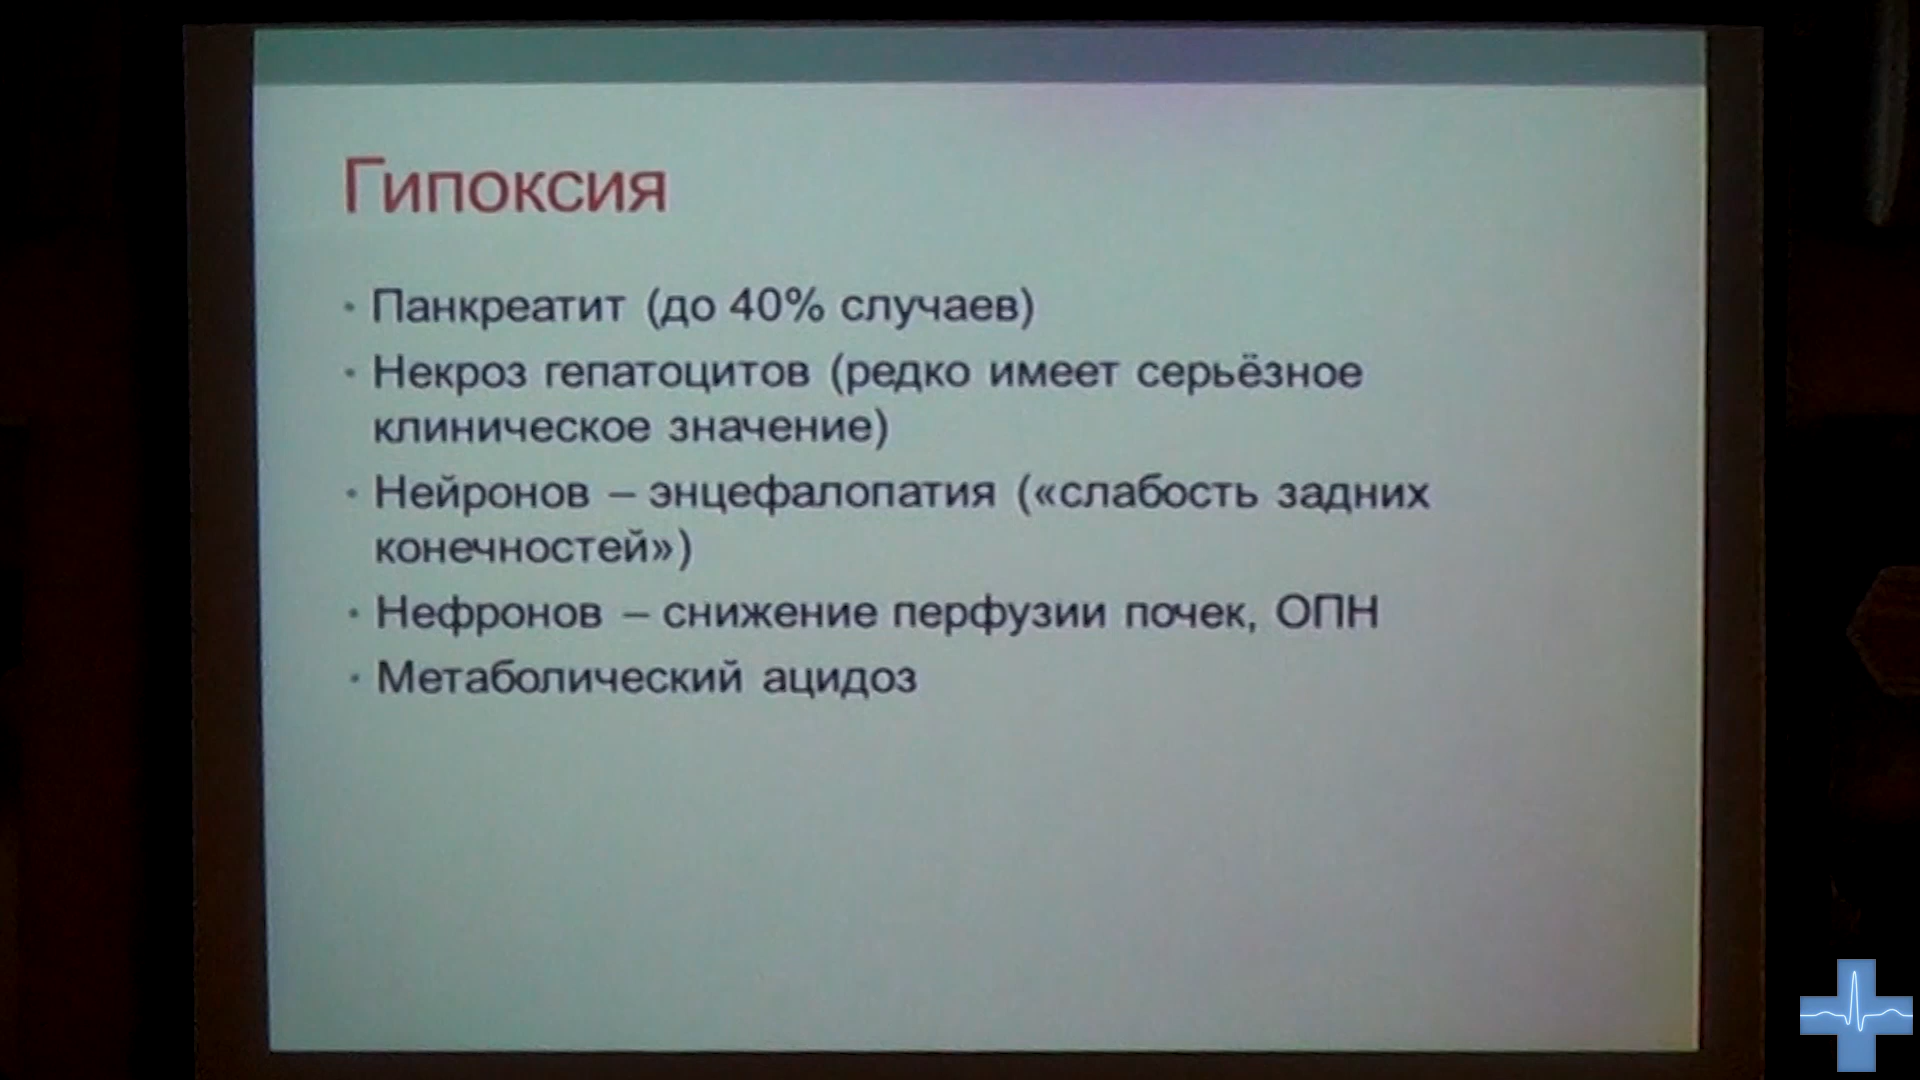 Гипоксия
• Панкреатит (до 40% случаев)
• Некроз гепатоцитов (редко имеет серьёзное
клиническое значение)
• Нейронов – энцефалопатия («слабость задних
конечностей»)
• Нефронов – снижение перфузии почек, ОПН
• Метаболический ацидоз